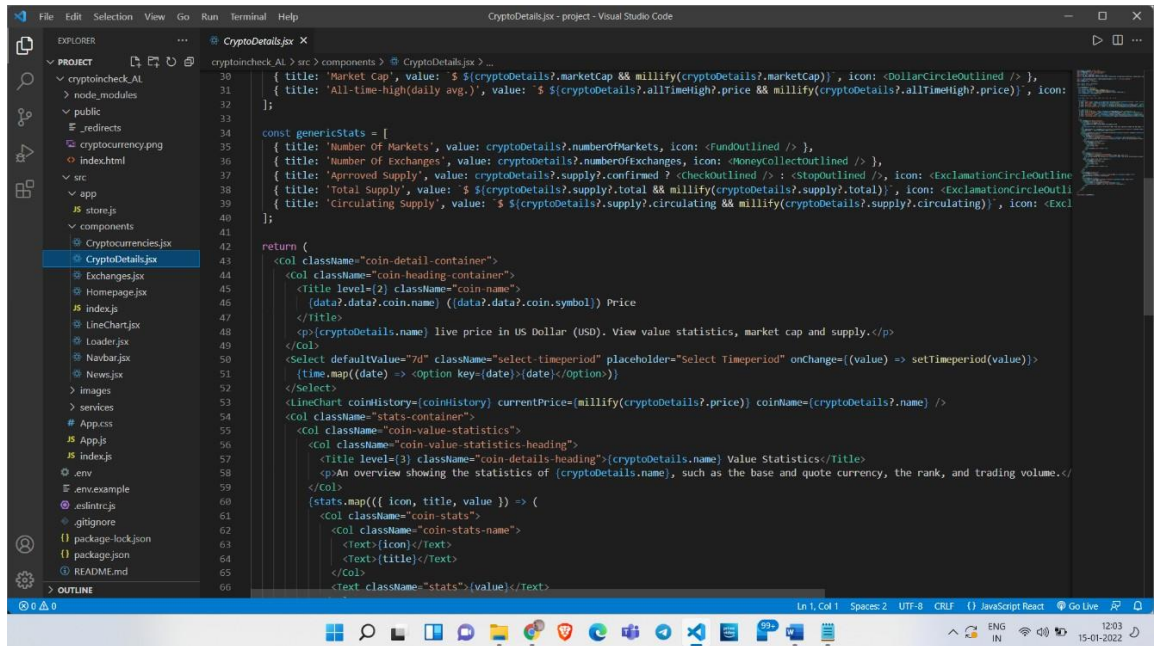 File Edit Selection View Go Run Terminal Help
CryptoDetails.jsx - project - Visual Studio Code
EXPLORER
PROJECT
cryptoincheck_AL
node_modules
public
_redirects
cryptocurrency.png
index.html
src
app
store.js
components
Cryptocurrencies.jsx
CryptoDetails.jsx
Exchanges.jsx
Homepage.jsx
index.js
LineChart.jsx
Loader.jsx
Navbar.jsx
News.jsx
images
services
App.css
App.js
index.js
.env
.env.example
.eslintrc.js
.gitignore
package-lock.json
package.json
README.md
OUTLINE
CryptoDetails.jsx
cryptoincheck_AL > src > components > CryptoDetails.jsx > ...
30 { title: 'Market Cap', value: `$ ${cryptoDetails?.marketCap && millify(cryptoDetails?.marketCap)}`, icon: <DollarCircleOutlined /> },
31 { title: 'All-time-high(daily avg.)', value: `$ ${cryptoDetails?.allTimeHigh?.price && millify(cryptoDetails?.allTimeHigh?.price)}`, icon:
32 ];
33
34 const genericStats = [
35 { title: 'Number Of Markets', value: cryptoDetails?.numberOfMarkets, icon: <FundOutlined /> },
36 { title: 'Number Of Exchanges', value: cryptoDetails?.numberOfExchanges, icon: <MoneyCollectOutlined /> },
37 { title: 'Aprroved Supply', value: cryptoDetails?.supply?.confirmed ? <CheckOutlined /> : <StopOutlined />, icon: <ExclamationCircleOutline
38 { title: 'Total Supply', value: `$ ${cryptoDetails?.supply?.total && millify(cryptoDetails?.supply?.total)}`, icon: <ExclamationCircleOutli
39 { title: 'Circulating Supply', value: `$ ${cryptoDetails?.supply?.circulating && millify(cryptoDetails?.supply?.circulating)}`, icon: <Excl
40 ];
41
42 return (
43 <Col className="coin-detail-container">
44 <Col className="coin-heading-container">
45 <Title level={2} className="coin-name">
46 {data?.data?.coin.name} ({data?.data?.coin.symbol}) Price
47 </Title>
48 <p>{cryptoDetails.name} live price in US Dollar (USD). View value statistics, market cap and supply.</p>
49 </Col>
50 <Select defaultValue="7d" className="select-timeperiod" placeholder="Select Timeperiod" onChange={(value) => setTimeperiod(value)}>
51 {time.map((date) => <Option key={date}>{date}</Option>)}
52 </Select>
53 <LineChart coinHistory={coinHistory} currentPrice={millify(cryptoDetails?.price)} coinName={cryptoDetails?.name} />
54 <Col className="stats-container">
55 <Col className="coin-value-statistics">
56 <Col className="coin-value-statistics-heading">
57 <Title level={3} className="coin-details-heading">{cryptoDetails.name} Value Statistics</Title>
58 <p>An overview showing the statistics of {cryptoDetails.name}, such as the base and quote currency, the rank, and trading volume.</
59 </Col>
60 {stats.map(({ icon, title, value }) => (
61 <Col className="coin-stats">
62 <Col className="coin-stats-name">
63 <Text>{icon}</Text>
64 <Text>{title}</Text>
65 </Col>
66 <Text className="stats">{value}</Text>
0 0
Ln 1, Col 1 Spaces: 2 UTF-8 CRLF {} JavaScript React Go Live
99+
ENG
IN
12:03
15-01-2022